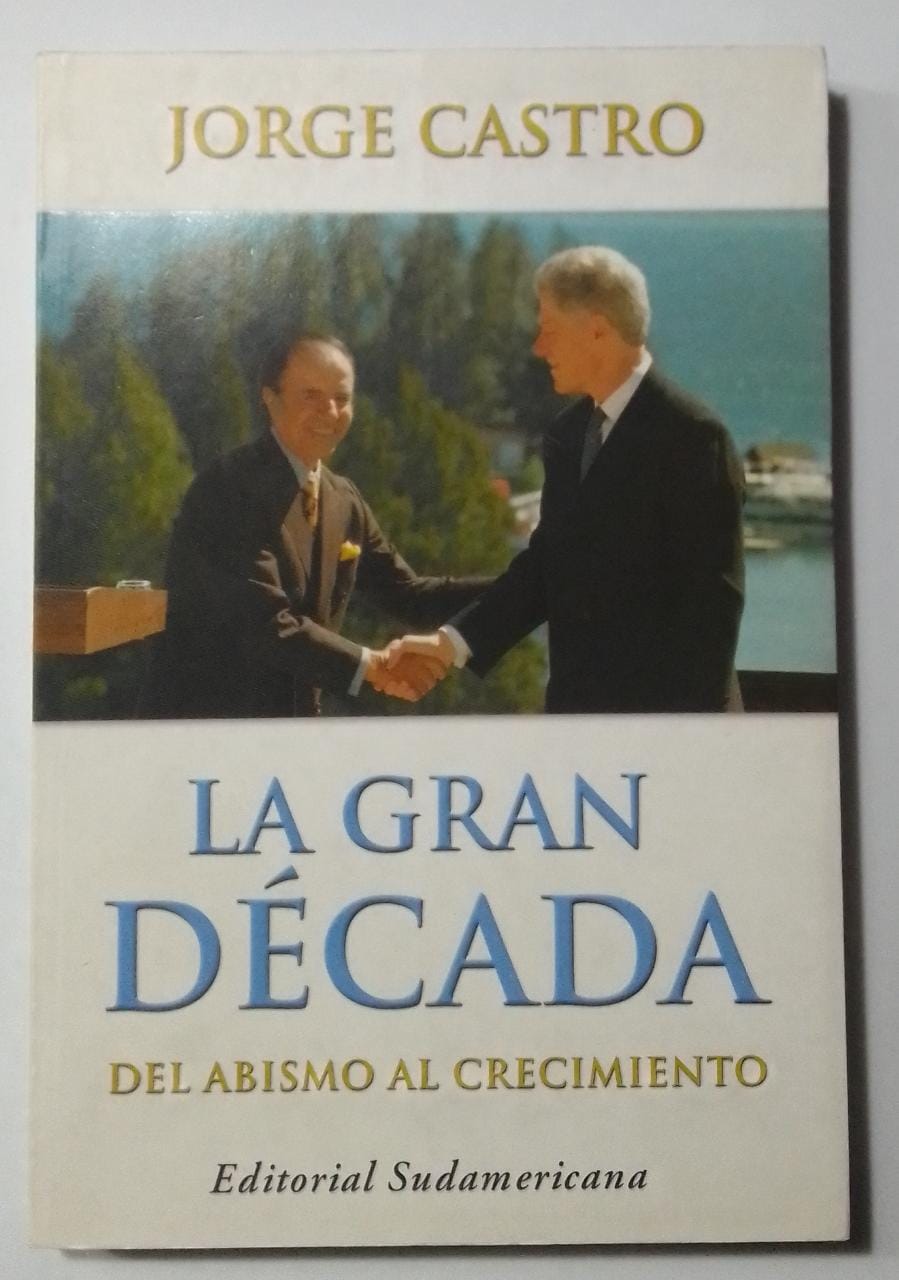 JORGE CASTRO
LA GRAN
DÉCADA
DEL ABISMO AL CRECIMIENTO
Editorial Sudamericana